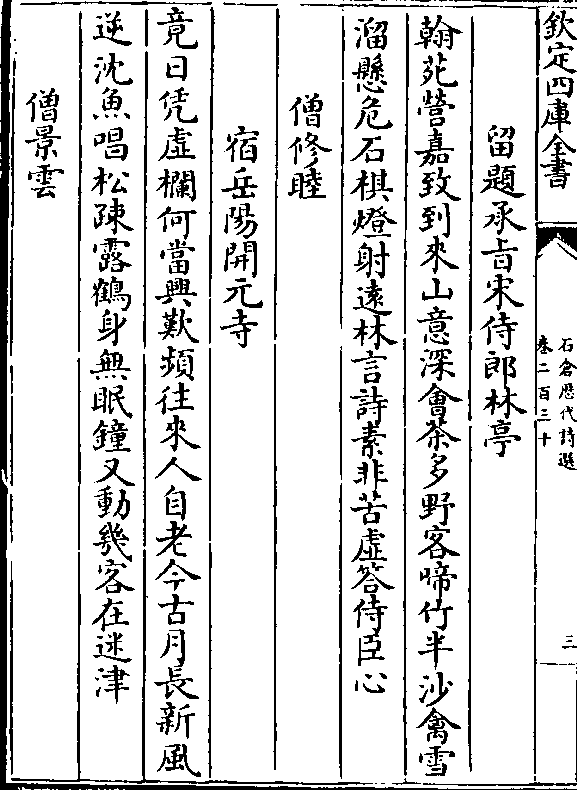 欽定四庫全書
石倉歷代詩選
卷二百三十
三
留題承旨宋侍郎林亭
翰苑營嘉致到來山意深會茶多野客啼竹半沙禽雪
溜懸危石棋燈射遠林言詩素非苦虛答侍臣心
僧修睦
宿岳陽開元寺
竟日凭虛欄何當興歎頻往來人自老今古月長新風
逆沈魚唱松疎露鶴身無眠鐘又動幾客在迷津
僧景雲